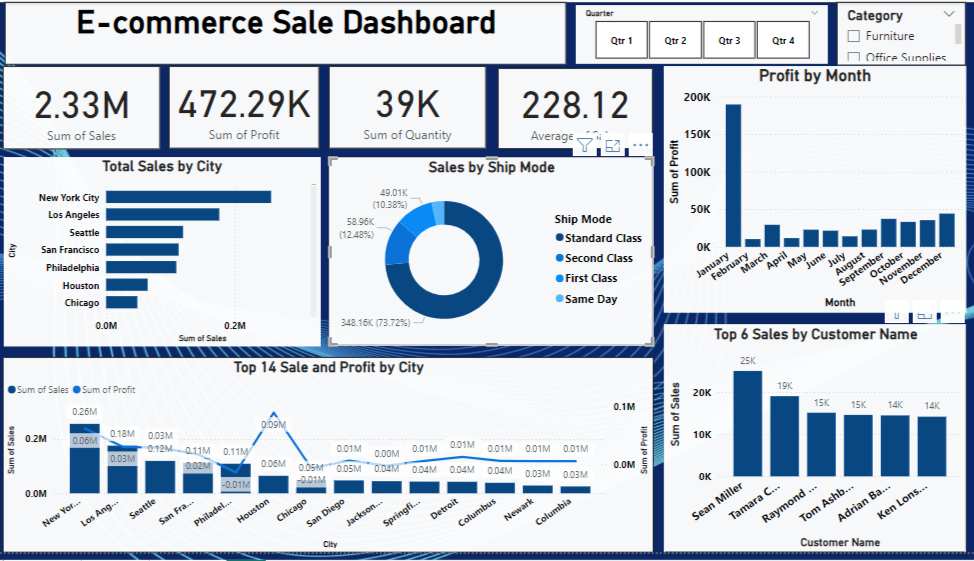 E-commerce Sale Dashboard
Quarter
Qtr 1
Qtr 2
Qtr 3
Qtr 4
Category
Furniture
Office Supplies
2.33M
Sum of Sales
472.29K
Sum of Profit
39K
Sum of Quantity
228.12
Average
Profit by Month
200K
150K
100K
50K
0K
Sum of Profit
January
February
March
April
May
June
July
August
September
October
November
December
Month
Total Sales by City
City
New York City
Los Angeles
Seattle
San Francisco
Philadelphia
Houston
Chicago
0.0M
0.2M
Sum of Sales
Sales by Ship Mode
49.01K
(10.38%)
58.96K
(12.48%)
348.16K (73.72%)
Ship Mode
Standard Class
Second Class
First Class
Same Day
Top 14 Sale and Profit by City
Sum of Sales
Sum of Profit
Sum of Sales
0.2M
0.0M
0.26M
0.18M
0.03M
0.12M
0.11M
0.11M
0.09M
0.06M
0.05M
0.01M
0.00M
0.01M
0.01M
0.01M
0.01M
0.01M
0.06M
0.03M
0.02M
-0.01M
-0.01M
0.05M
0.04M
0.04M
0.04M
0.04M
0.03M
0.03M
0.1M
0.0M
Sum of Profit
New Yor...
Los Ang...
Seattle
San Fra...
Philadel...
Houston
Chicago
San Diego
Jackson...
Springfi...
Detroit
Columbus
Newark
Columbia
City
Top 6 Sales by Customer Name
Sum of Sales
20K
10K
0K
25K
19K
15K
15K
14K
14K
Sean Miller
Tamara C...
Raymond ...
Tom Ashb...
Adrian Ba...
Ken Lons...
Customer Name